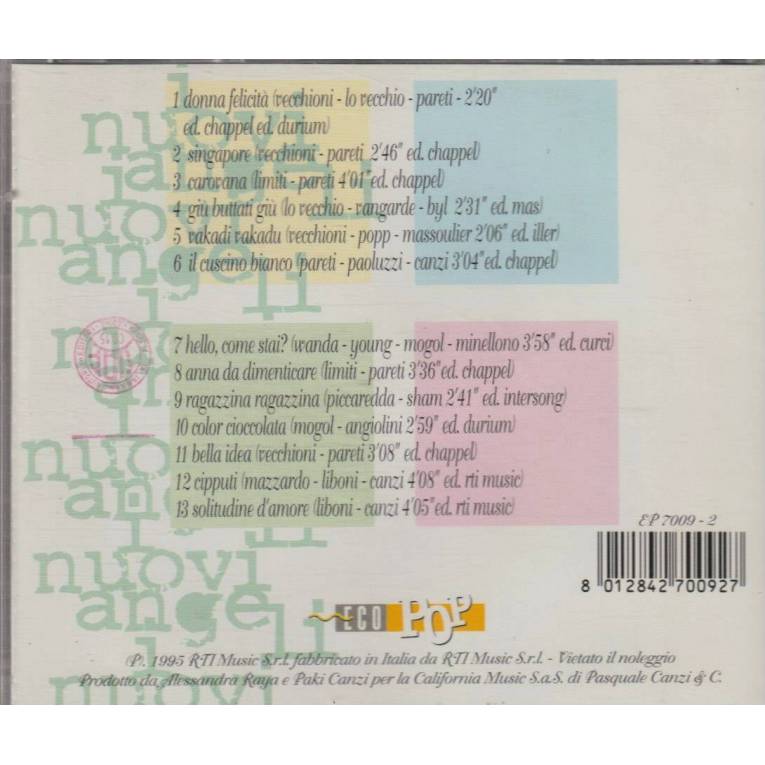 nuovi angeli
1 donna felicità (vecchioni - lo vecchio - pareti - 2'20"
ed. chappel ed. durium)
2 singapore (vecchioni - pareti 2'46" ed. chappel)
3 carovana (limiti - pareti 4'01" ed. chappel)
4 giù buttati giù (lo vecchio - vangarde - byl 2'31" ed. mas)
5 vakadi vakadu (vecchioni - popp - massoulier 2'06" ed. iller)
6 il cuscino bianco (pareti - paoluzzi - canzi 3'04" ed. chappel)
7 hello, come stai? (wanda - young - mogol - minellono 3'58" ed. curci)
8 anna da dimenticare (limiti - pareti 3'36" ed. chappel)
9 ragazzina ragazzina (piccaredda - sham 2'41" ed. intersong)
10 color cioccolata (mogol - angiolini 2'59" ed. durium)
11 bella idea (vecchioni - pareti 3'08" ed. chappel)
12 cipputi (mazzardo - liboni - canzi 4'08" ed. rti music)
13 solitudine d'amore (liboni - canzi 4'05" ed. rti music)
EP 7009 - 2
8 012842 700927
ECO POP
(P. 1995 RTI Music S.r.l. fabbricato in Italia da RTI Music S.r.l. - Vietato il noleggio
Prodotto da Alessandra Raya e Paki Canzi per la California Music S.a.S. di Pasquale Canzi & C.